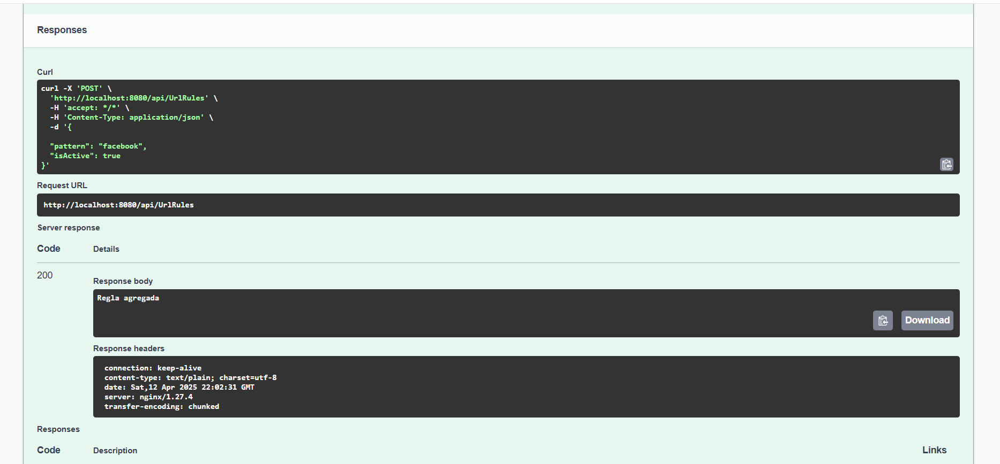 Responses
Curl
curl -X 'POST' \
  'http://localhost:8080/api/UrlRules' \
  -H 'accept: */*' \
  -H 'Content-Type: application/json' \
  -d '{
  "pattern": "facebook",
  "isActive": true
}'
Request URL
http://localhost:8080/api/UrlRules
Server response
Code Details
200
Response body
Regla agregada
Download
Response headers
connection: keep-alive
content-type: text/plain; charset=utf-8
date: Sat,12 Apr 2025 22:02:31 GMT
server: nginx/1.27.4
transfer-encoding: chunked
Responses
Code Description Links